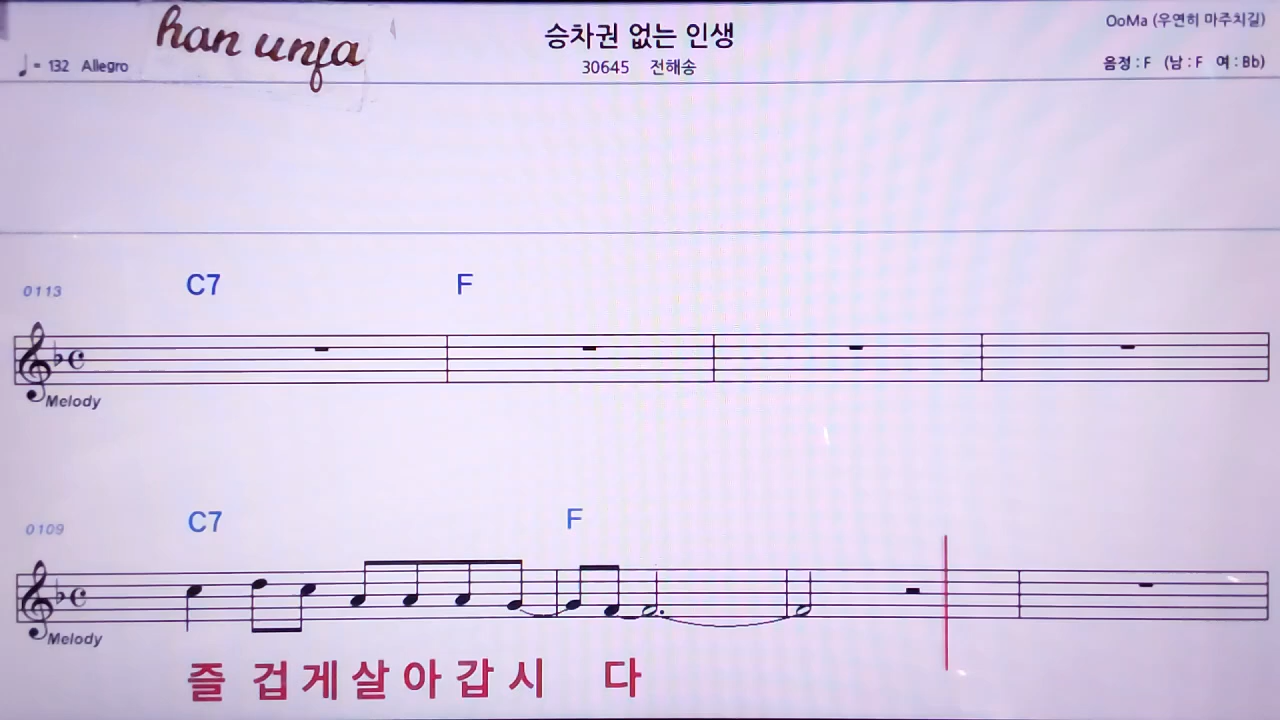 han unfa
승차권 없는 인생
OoMa (우연히 마주치길)
♩= 132 Allegro
30645 전해송
음정 : F (남 : F 여 : Bb)
0113
C7 F
Melody
0109
C7 F
Melody
즐 겁게 살 아 갑 시 다